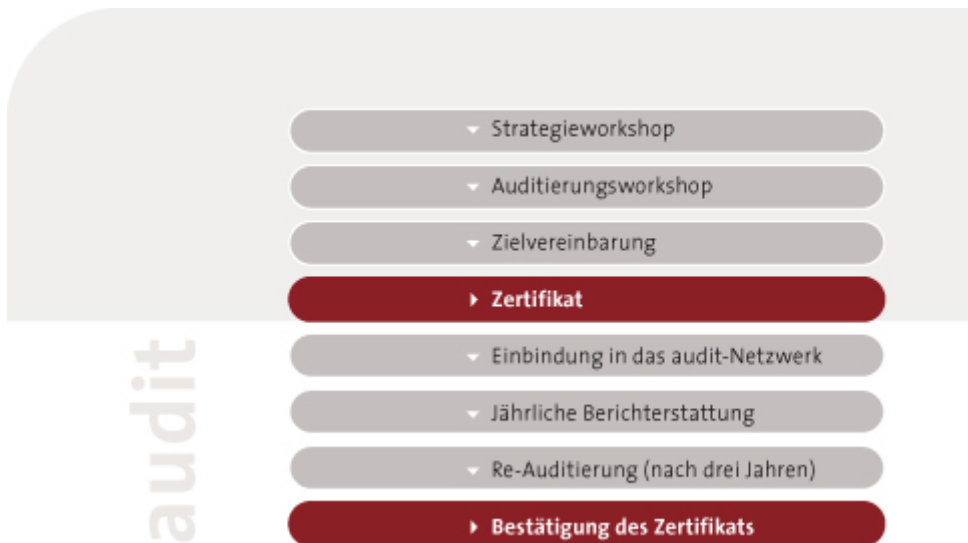 Strategieworkshop
Auditierungsworkshop
Zielvereinbarung
Zertifikat
Einbindung in das audit-Netzwerk
Jährliche Berichterstattung
Re-Auditierung (nach drei Jahren)
Bestätigung des Zertifikats
audit